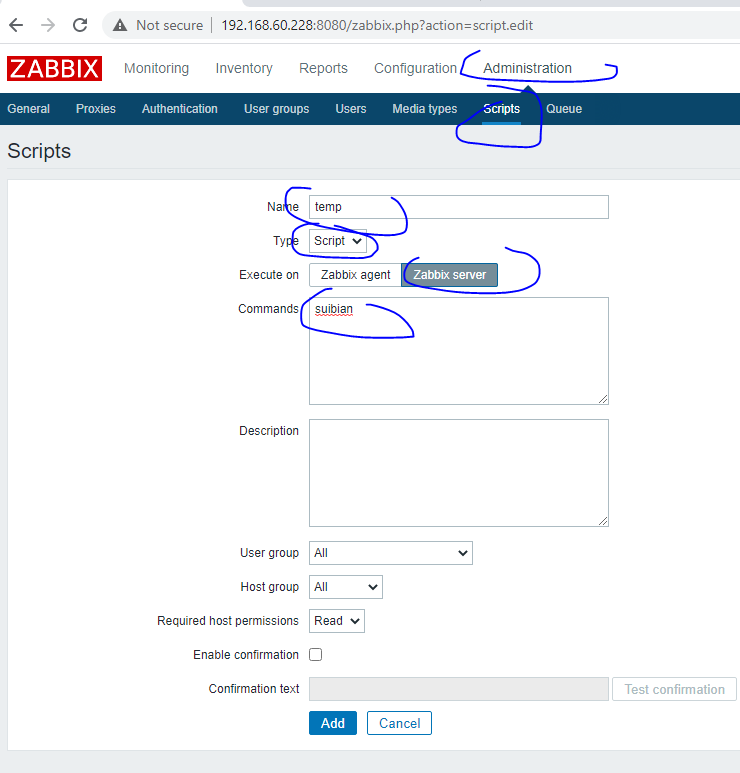 Not secure 192.168.60.228:8080/zabbix.php?action=script.edit
ZABBIX Monitoring Inventory Reports Configuration Administration
General Proxies Authentication User groups Users Media types Scripts Queue
Scripts
Name temp
Type Script
Execute on Zabbix agent Zabbix server
Commands suibian
Description
User group All
Host group All
Required host permissions Read
Enable confirmation
Confirmation text Test confirmation
Add Cancel